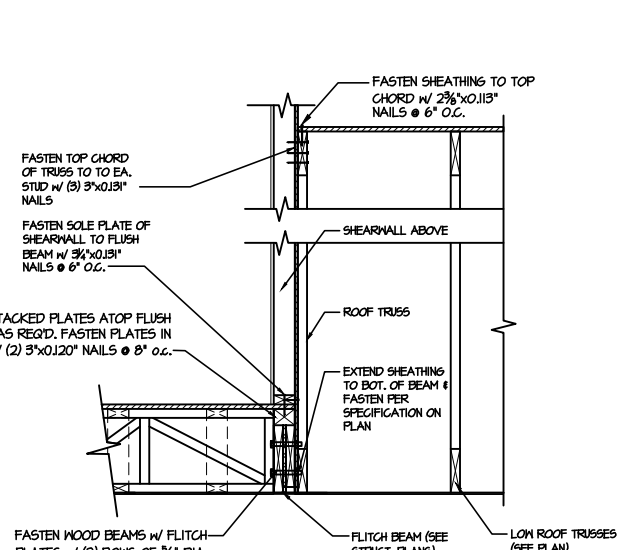 FASTEN SHEATHING TO TOP
CHORD W/ 2⅜"x0.113"
NAILS @ 6" O.C.
FASTEN TOP CHORD
OF TRUSS TO TO EA.
STUD W/ (3) 3"x0.131"
NAILS
FASTEN SOLE PLATE OF
SHEARWALL TO FLUSH
BEAM W/ 3¼"x0.131"
NAILS @ 6" O.C.
SHEARWALL ABOVE
TACKED PLATES ATOP FLUSH
AS REQ'D. FASTEN PLATES IN
(2) 3"x0.120" NAILS @ 8" o.c.
ROOF TRUSS
EXTEND SHEATHING
TO BOT. OF BEAM &
FASTEN PER
SPECIFICATION ON
PLAN
FASTEN WOOD BEAMS W/ FLITCH
FLITCH BEAM (SEE
STRUCT. PLANS)
LOW ROOF TRUSSES
(SEE PLAN)